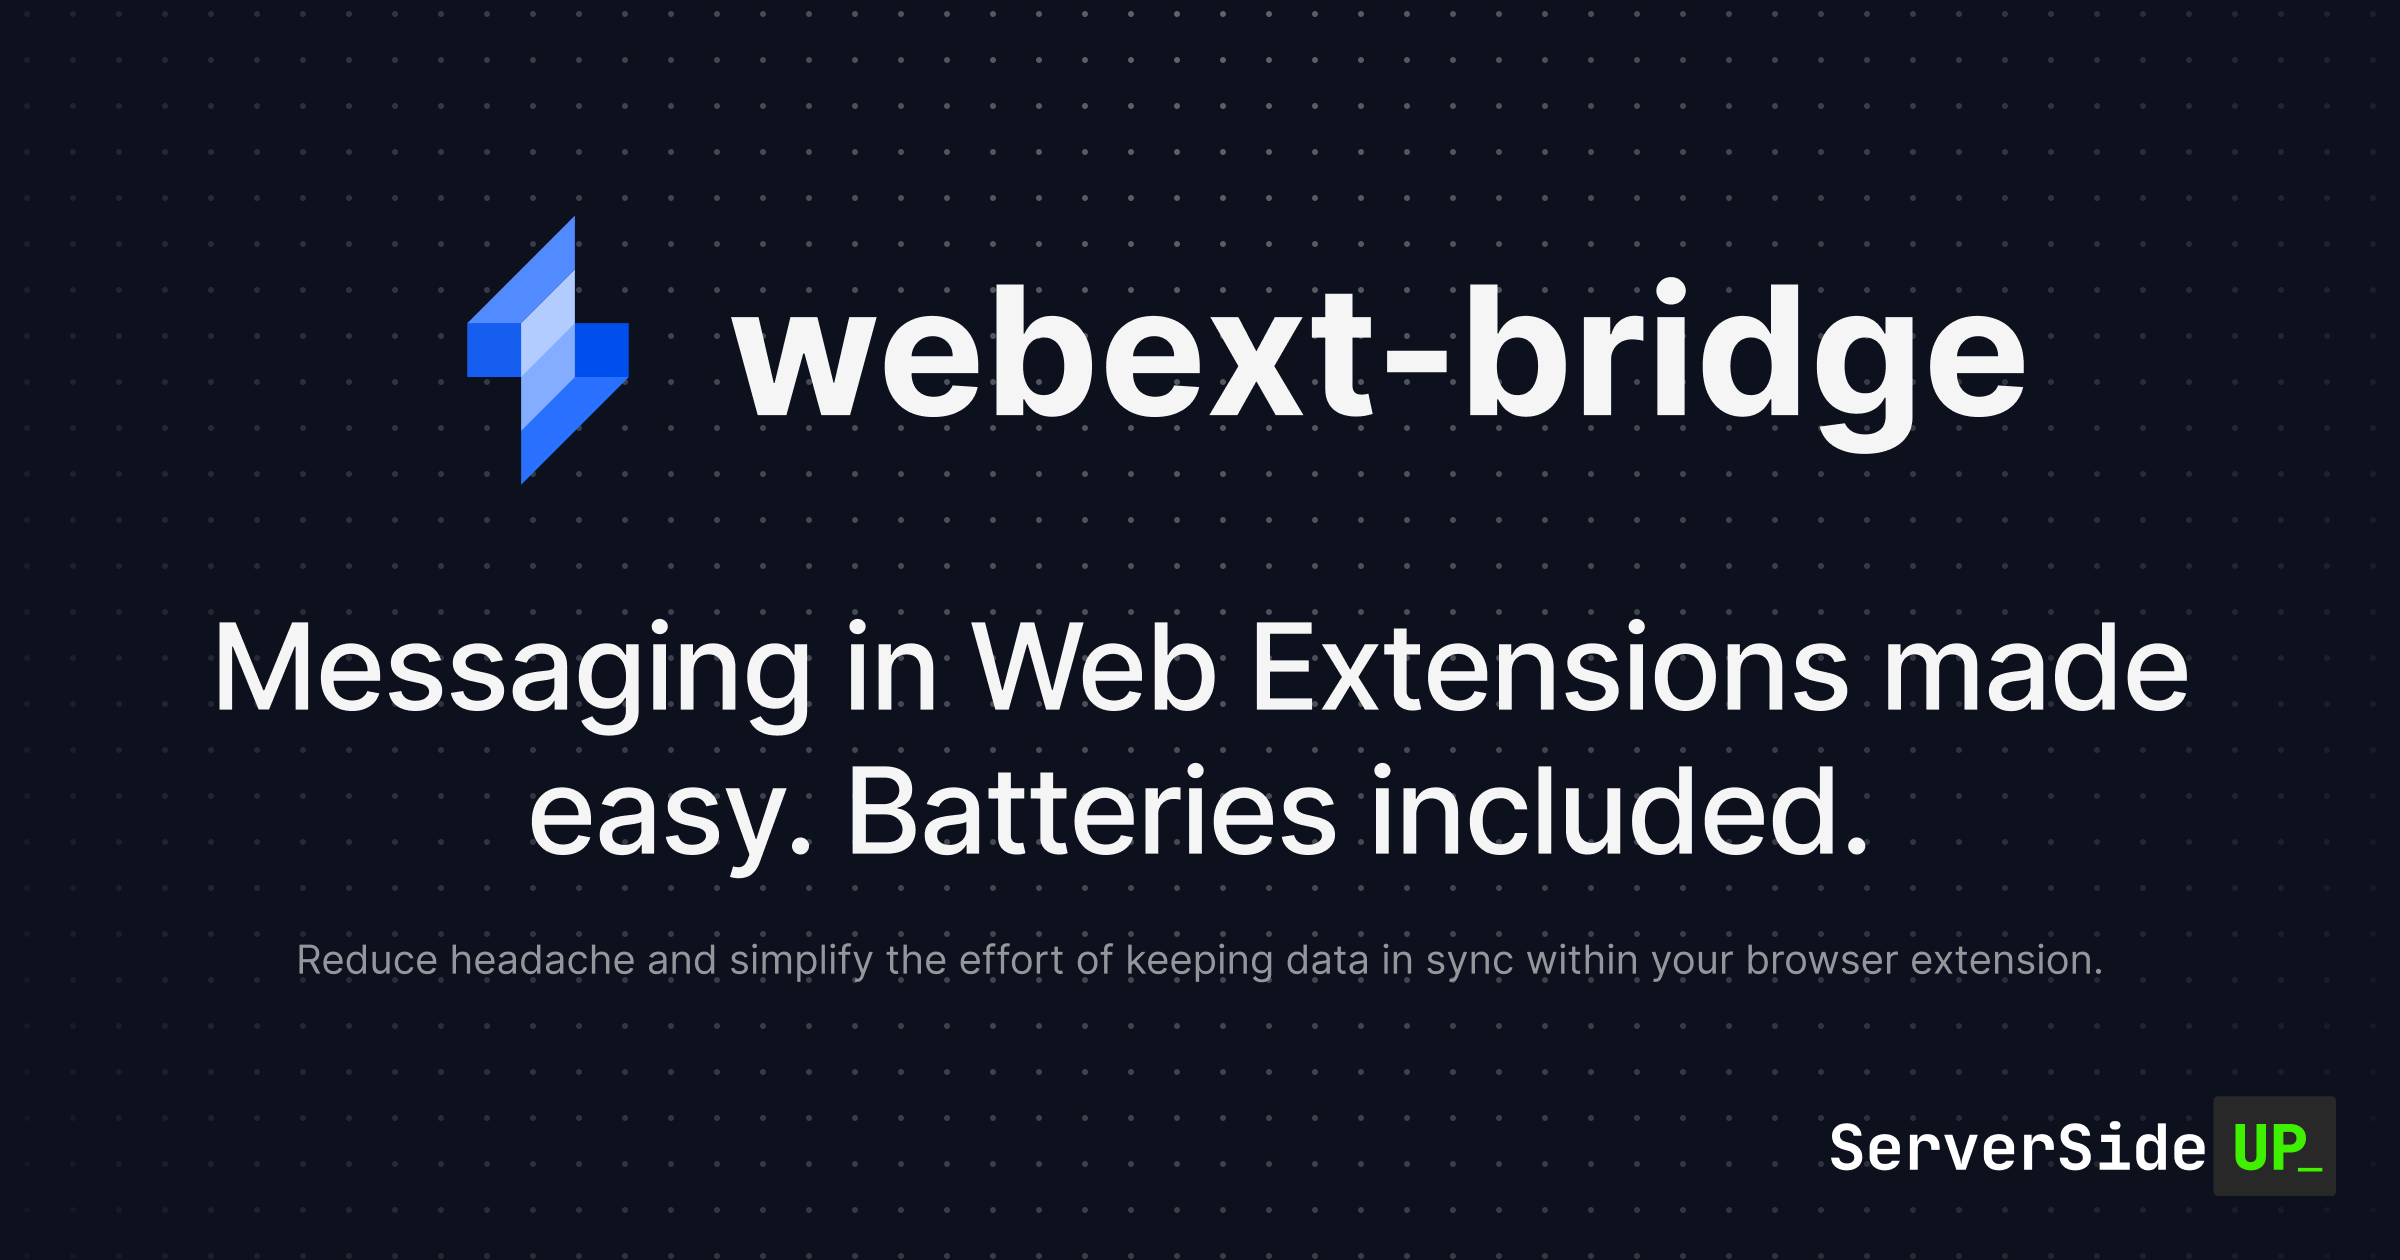 webext-bridge
Messaging in Web Extensions made
easy. Batteries included.
Reduce headache and simplify the effort of keeping data in sync within your browser extension.
ServerSide UP_